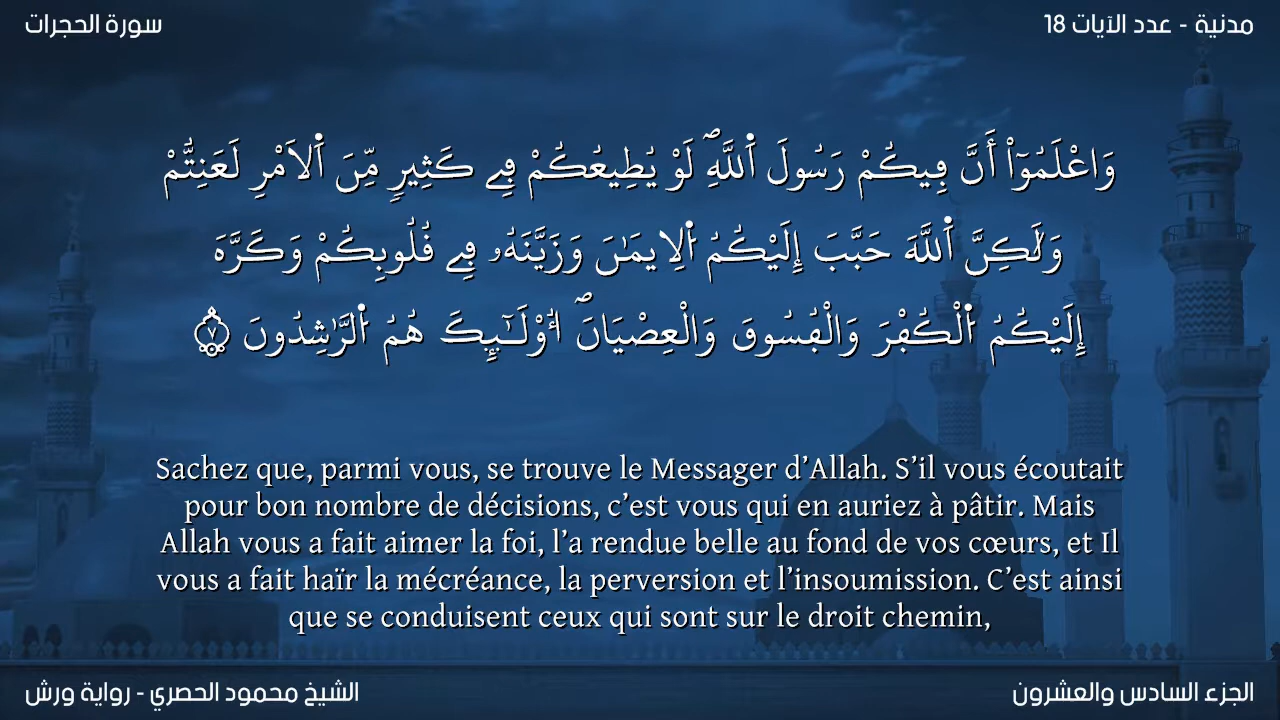 سورة الحجرات
مدنية - عدد الآيات 18
وَاعْلَمُوٓاْ أَنَّ فِيكُمْ رَسُولَ اَ۬للَّهِۖ لَوْ يُطِيعُكُمْ فِے كَثِيرٖ مِّنَ اَ۬لَامْرِ لَعَنِتُّمْ
وَلَٰكِنَّ اَ۬للَّهَ حَبَّبَ إِلَيْكُمُ اُ۬لِايمَٰنَ وَزَيَّنَهُۥ فِے قُلُوبِكُمْ وَكَرَّهَ
إِلَيْكُمُ اُ۬لْكُفْرَ وَالْفُسُوقَ وَالْعِصْيَانَۖ أُوْلَٰٓئِكَ هُمُ اُ۬لرَّٰشِدُونَ ٧
Sachez que, parmi vous, se trouve le Messager d’Allah. S’il vous écoutait
pour bon nombre de décisions, c’est vous qui en auriez à pâtir. Mais
Allah vous a fait aimer la foi, l’a rendue belle au fond de vos cœurs, et Il
vous a fait haïr la mécréance, la perversion et l’insoumission. C’est ainsi
que se conduisent ceux qui sont sur le droit chemin,
الشيخ محمود الحصري - رواية ورش
الجزء السادس والعشرون